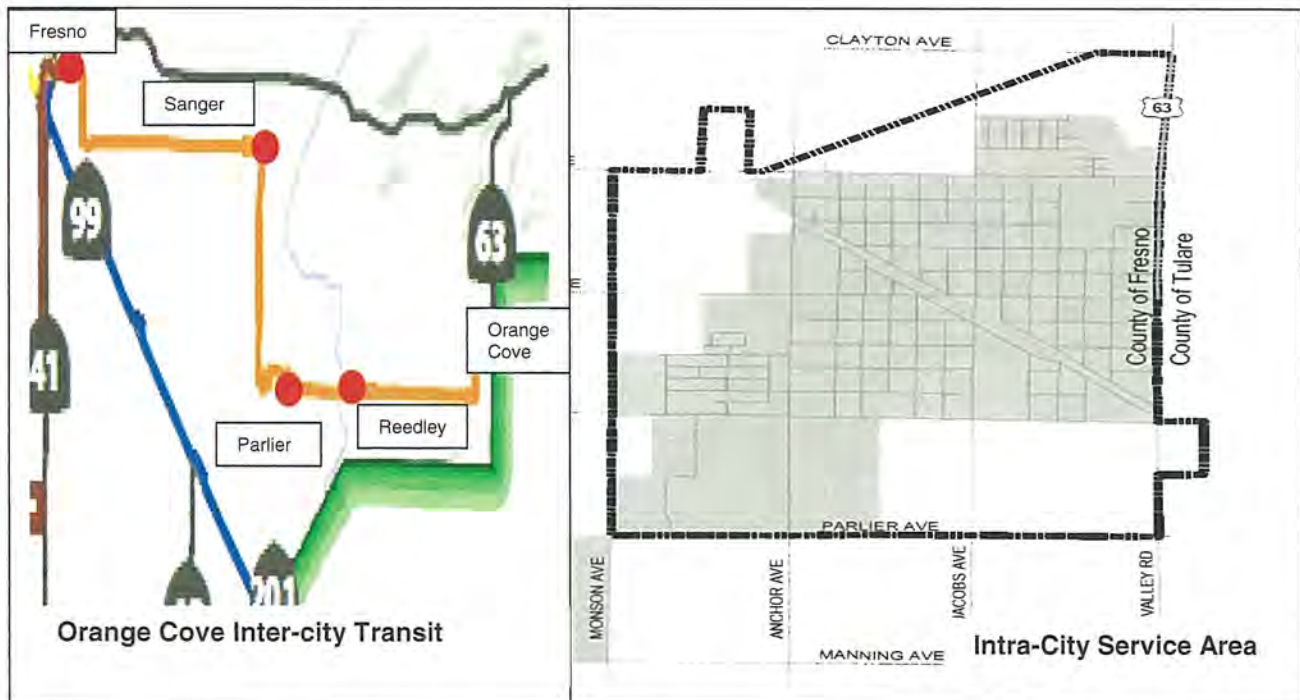 Fresno
Sanger
99
63
41
Orange
Cove
Parlier
Reedley
201
Orange Cove Inter-city Transit
CLAYTON AVE
63
County of Fresno
County of Tulare
PARLIER AVE
MONSON AVE
ANCHOR AVE
JACOBS AVE
VALLEY RD
MANNING AVE
Intra-City Service Area